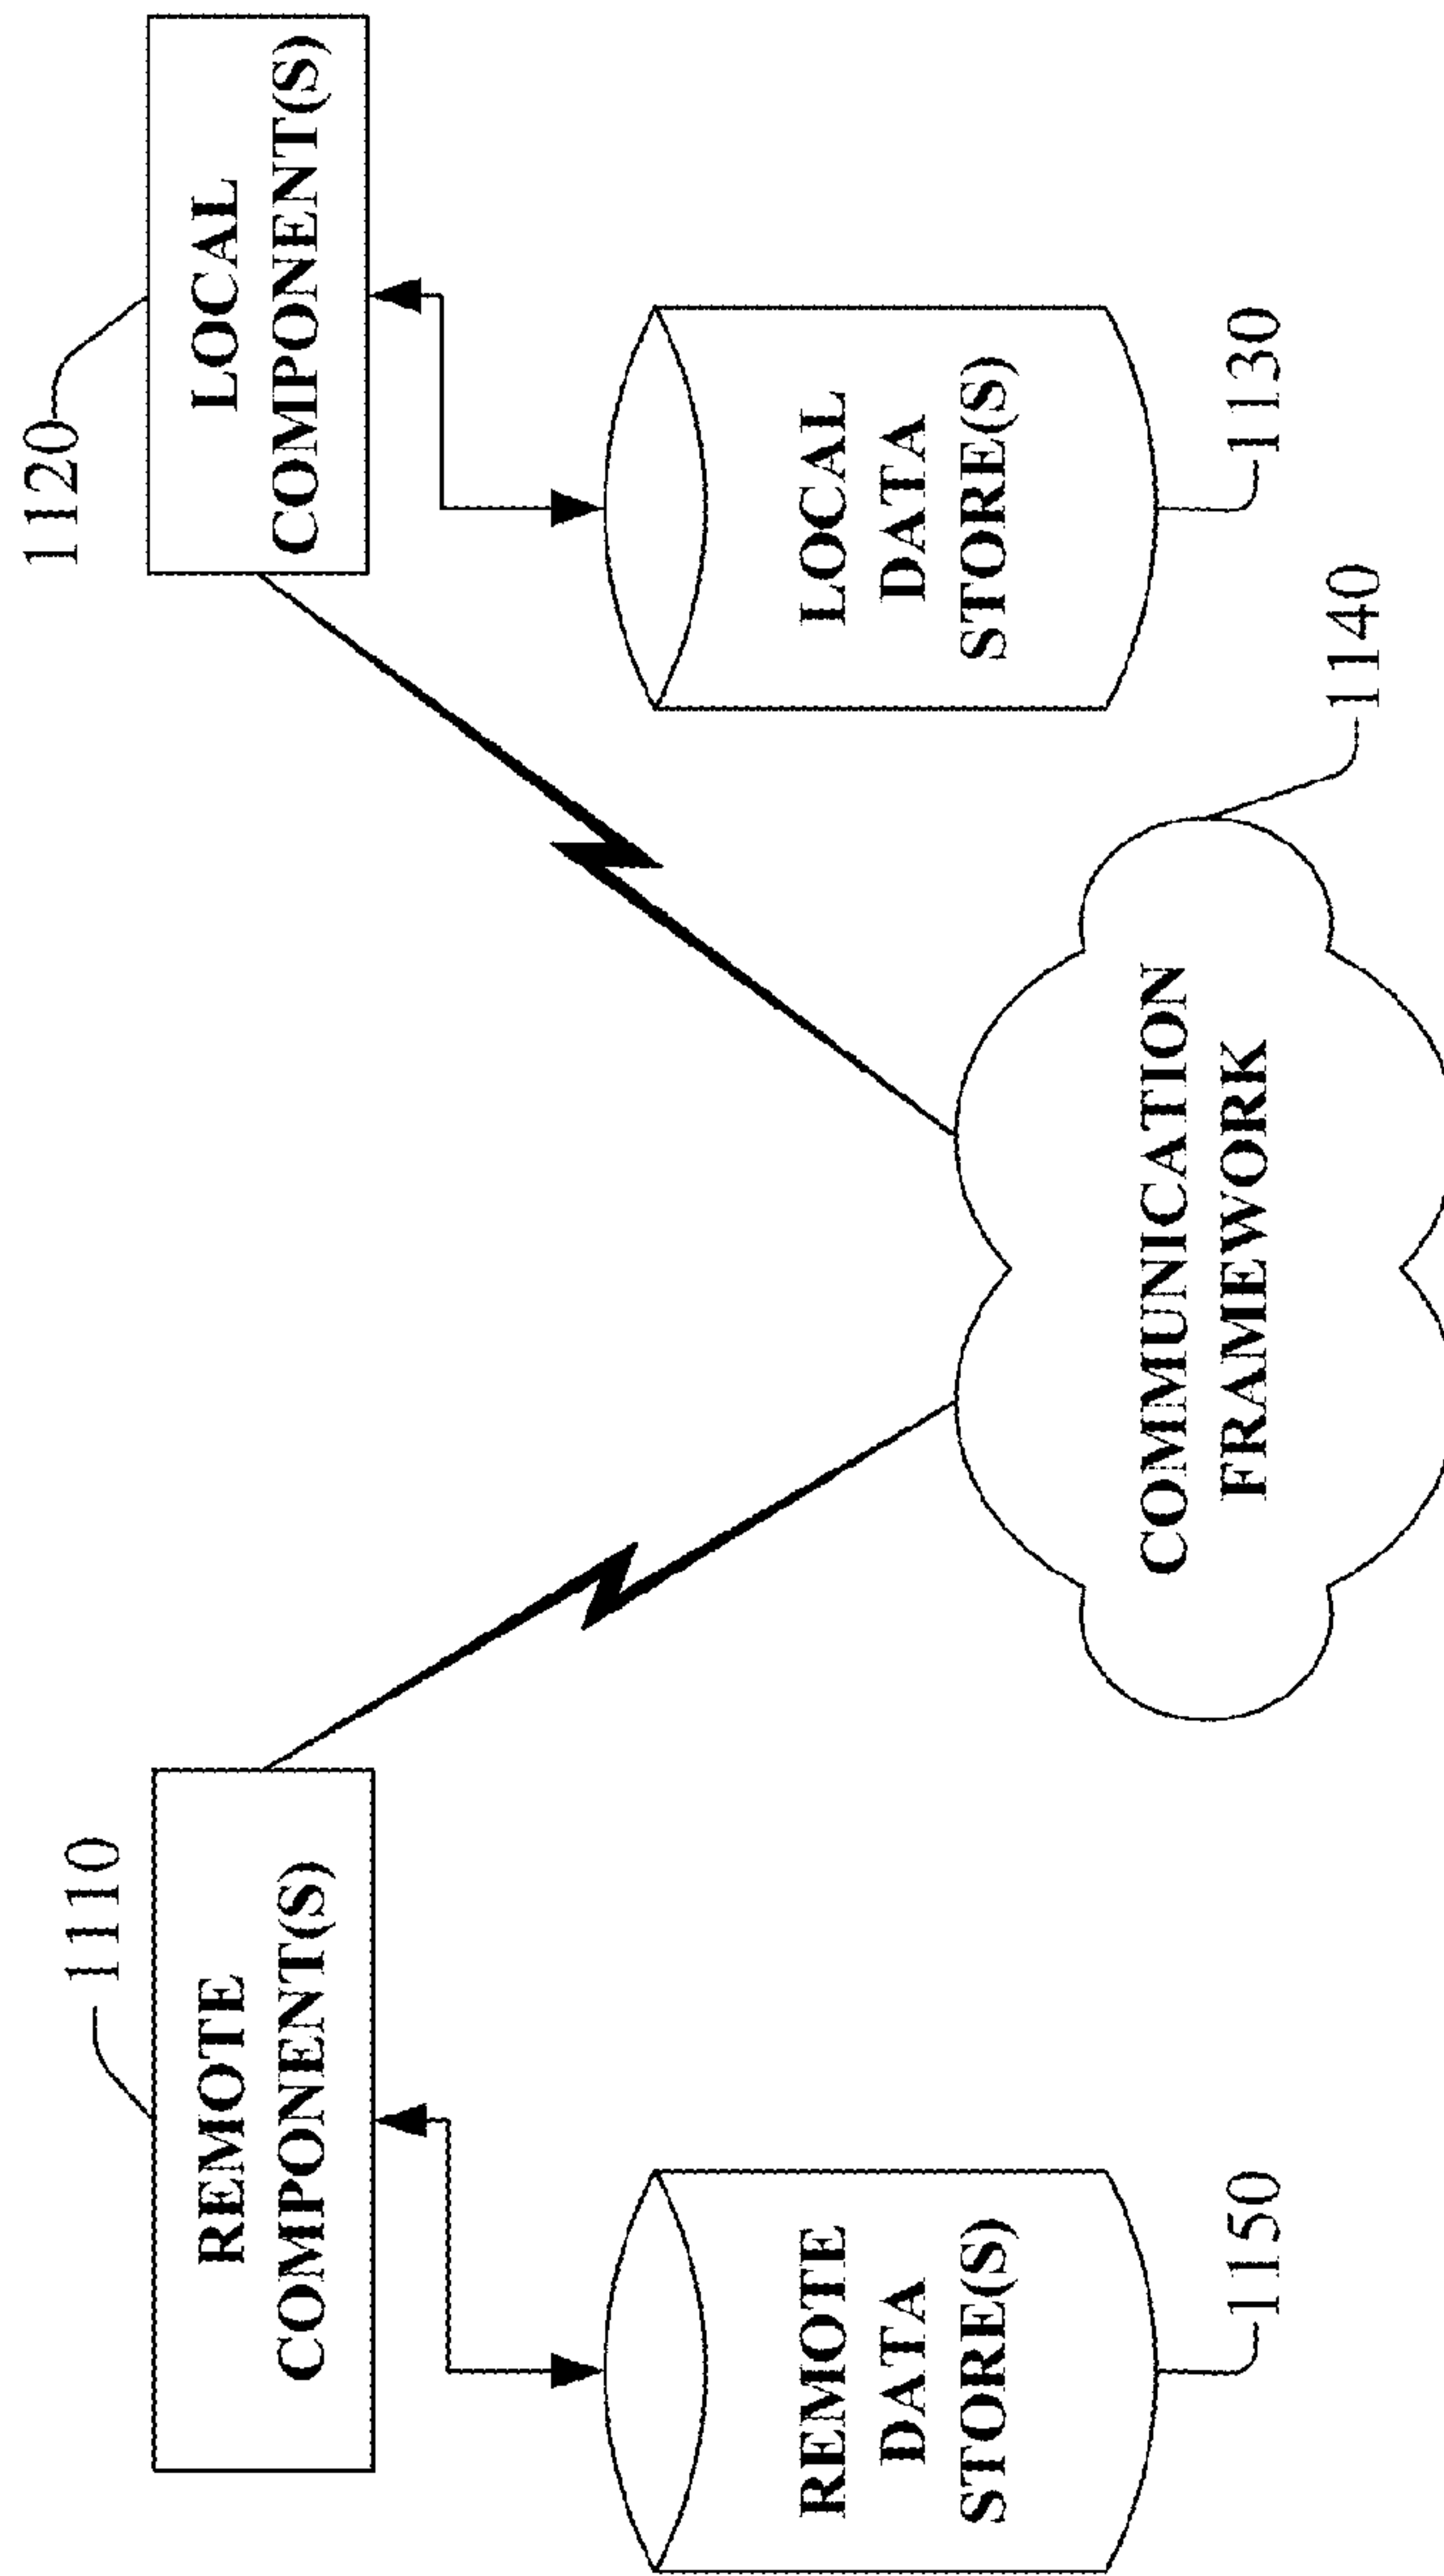 1110
REMOTE
COMPONENT(S)
1120
LOCAL
COMPONENT(S)
REMOTE
DATA
STORE(S)
1150
COMMUNICATION
FRAMEWORK
1140
LOCAL
DATA
STORE(S)
1130